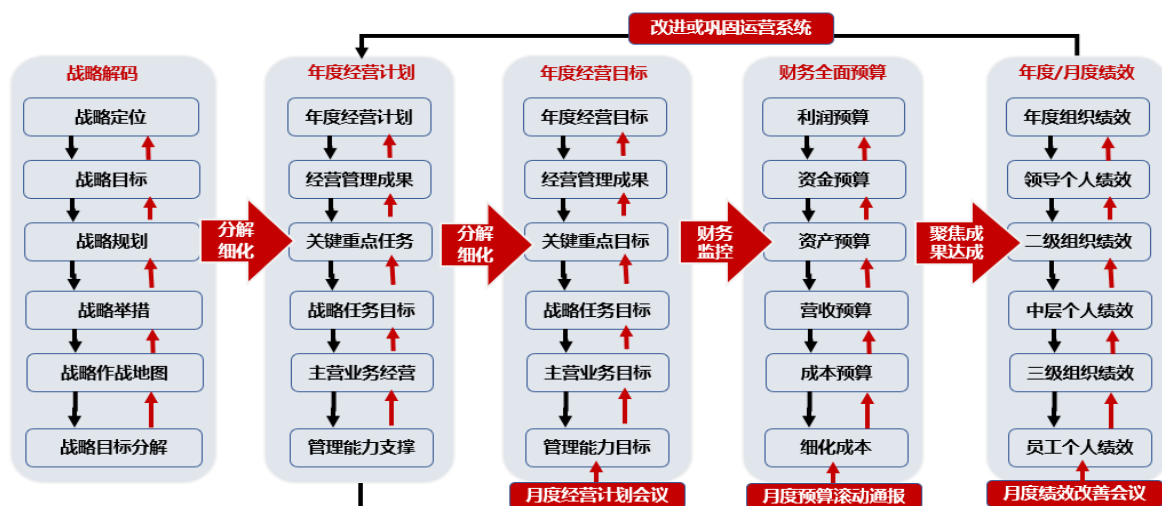 改进或巩固运营系统
战略解码
战略定位
战略目标
战略规划
战略举措
战略作战地图
战略目标分解
分解
细化
年度经营计划
年度经营计划
经营管理成果
关键重点任务
战略任务目标
主营业务经营
管理能力支撑
分解
细化
年度经营目标
年度经营目标
经营管理成果
关键重点目标
战略任务目标
主营业务目标
管理能力目标
月度经营计划会议
财务
监控
财务全面预算
利润预算
资金预算
资产预算
营收预算
成本预算
细化成本
月度预算滚动通报
聚焦成
果达成
年度/月度绩效
年度组织绩效
领导个人绩效
二级组织绩效
中层个人绩效
三级组织绩效
员工个人绩效
月度绩效改善会议